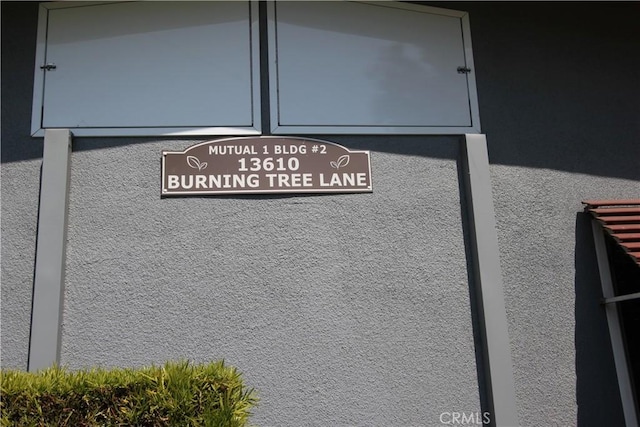 MUTUAL 1 BLDG #2
13610
BURNING TREE LANE
CRMLS